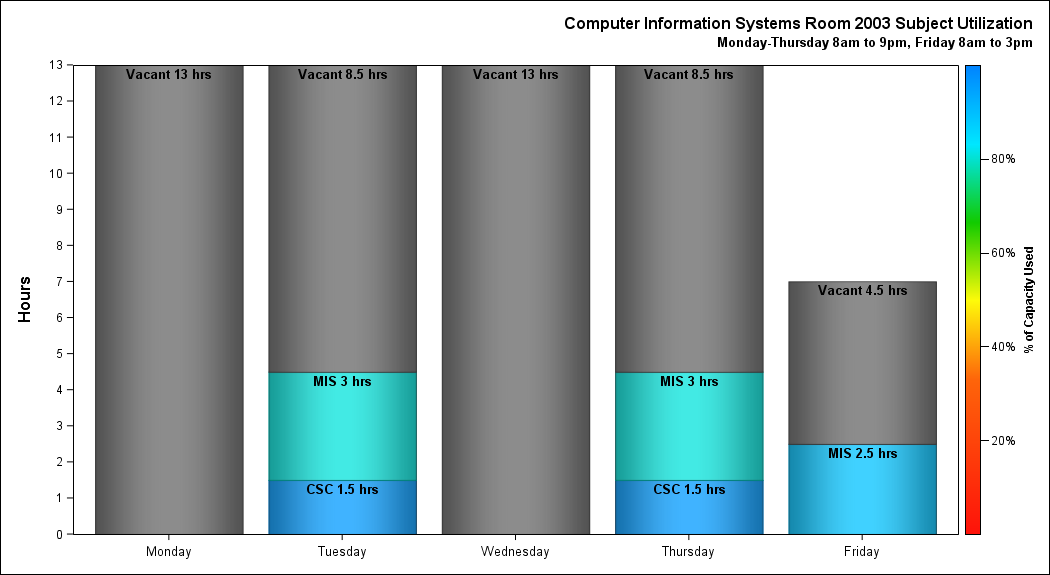 Computer Information Systems Room 2003 Subject Utilization
Monday-Thursday 8am to 9pm, Friday 8am to 3pm
Hours
13
12
11
10
9
8
7
6
5
4
3
2
1
0
Vacant 13 hrs
Vacant 8.5 hrs
MIS 3 hrs
CSC 1.5 hrs
Vacant 13 hrs
Vacant 8.5 hrs
MIS 3 hrs
CSC 1.5 hrs
Vacant 4.5 hrs
MIS 2.5 hrs
Monday
Tuesday
Wednesday
Thursday
Friday
80%
60%
40%
20%
% of Capacity Used